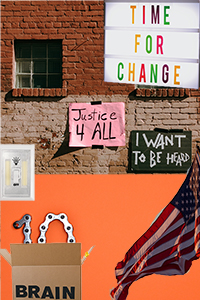 TIME
FOR
CHANGE
Justice
4 ALL
I WANT
TO BE HEARD
BRAIN